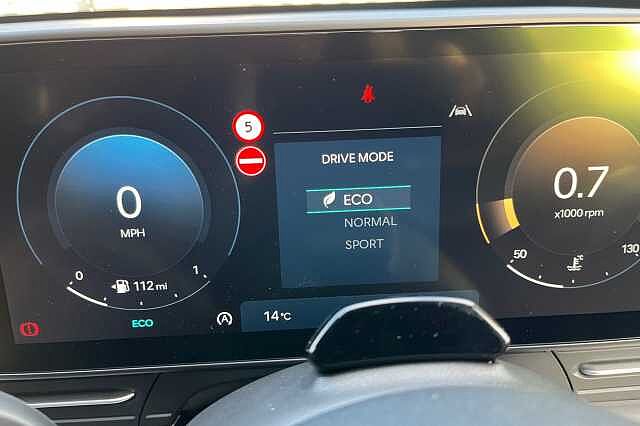 5
DRIVE MODE
ECO
NORMAL
SPORT
0
MPH
0.7
x1000 rpm
0
1
112 mi
50
130
ECO
A
14°C